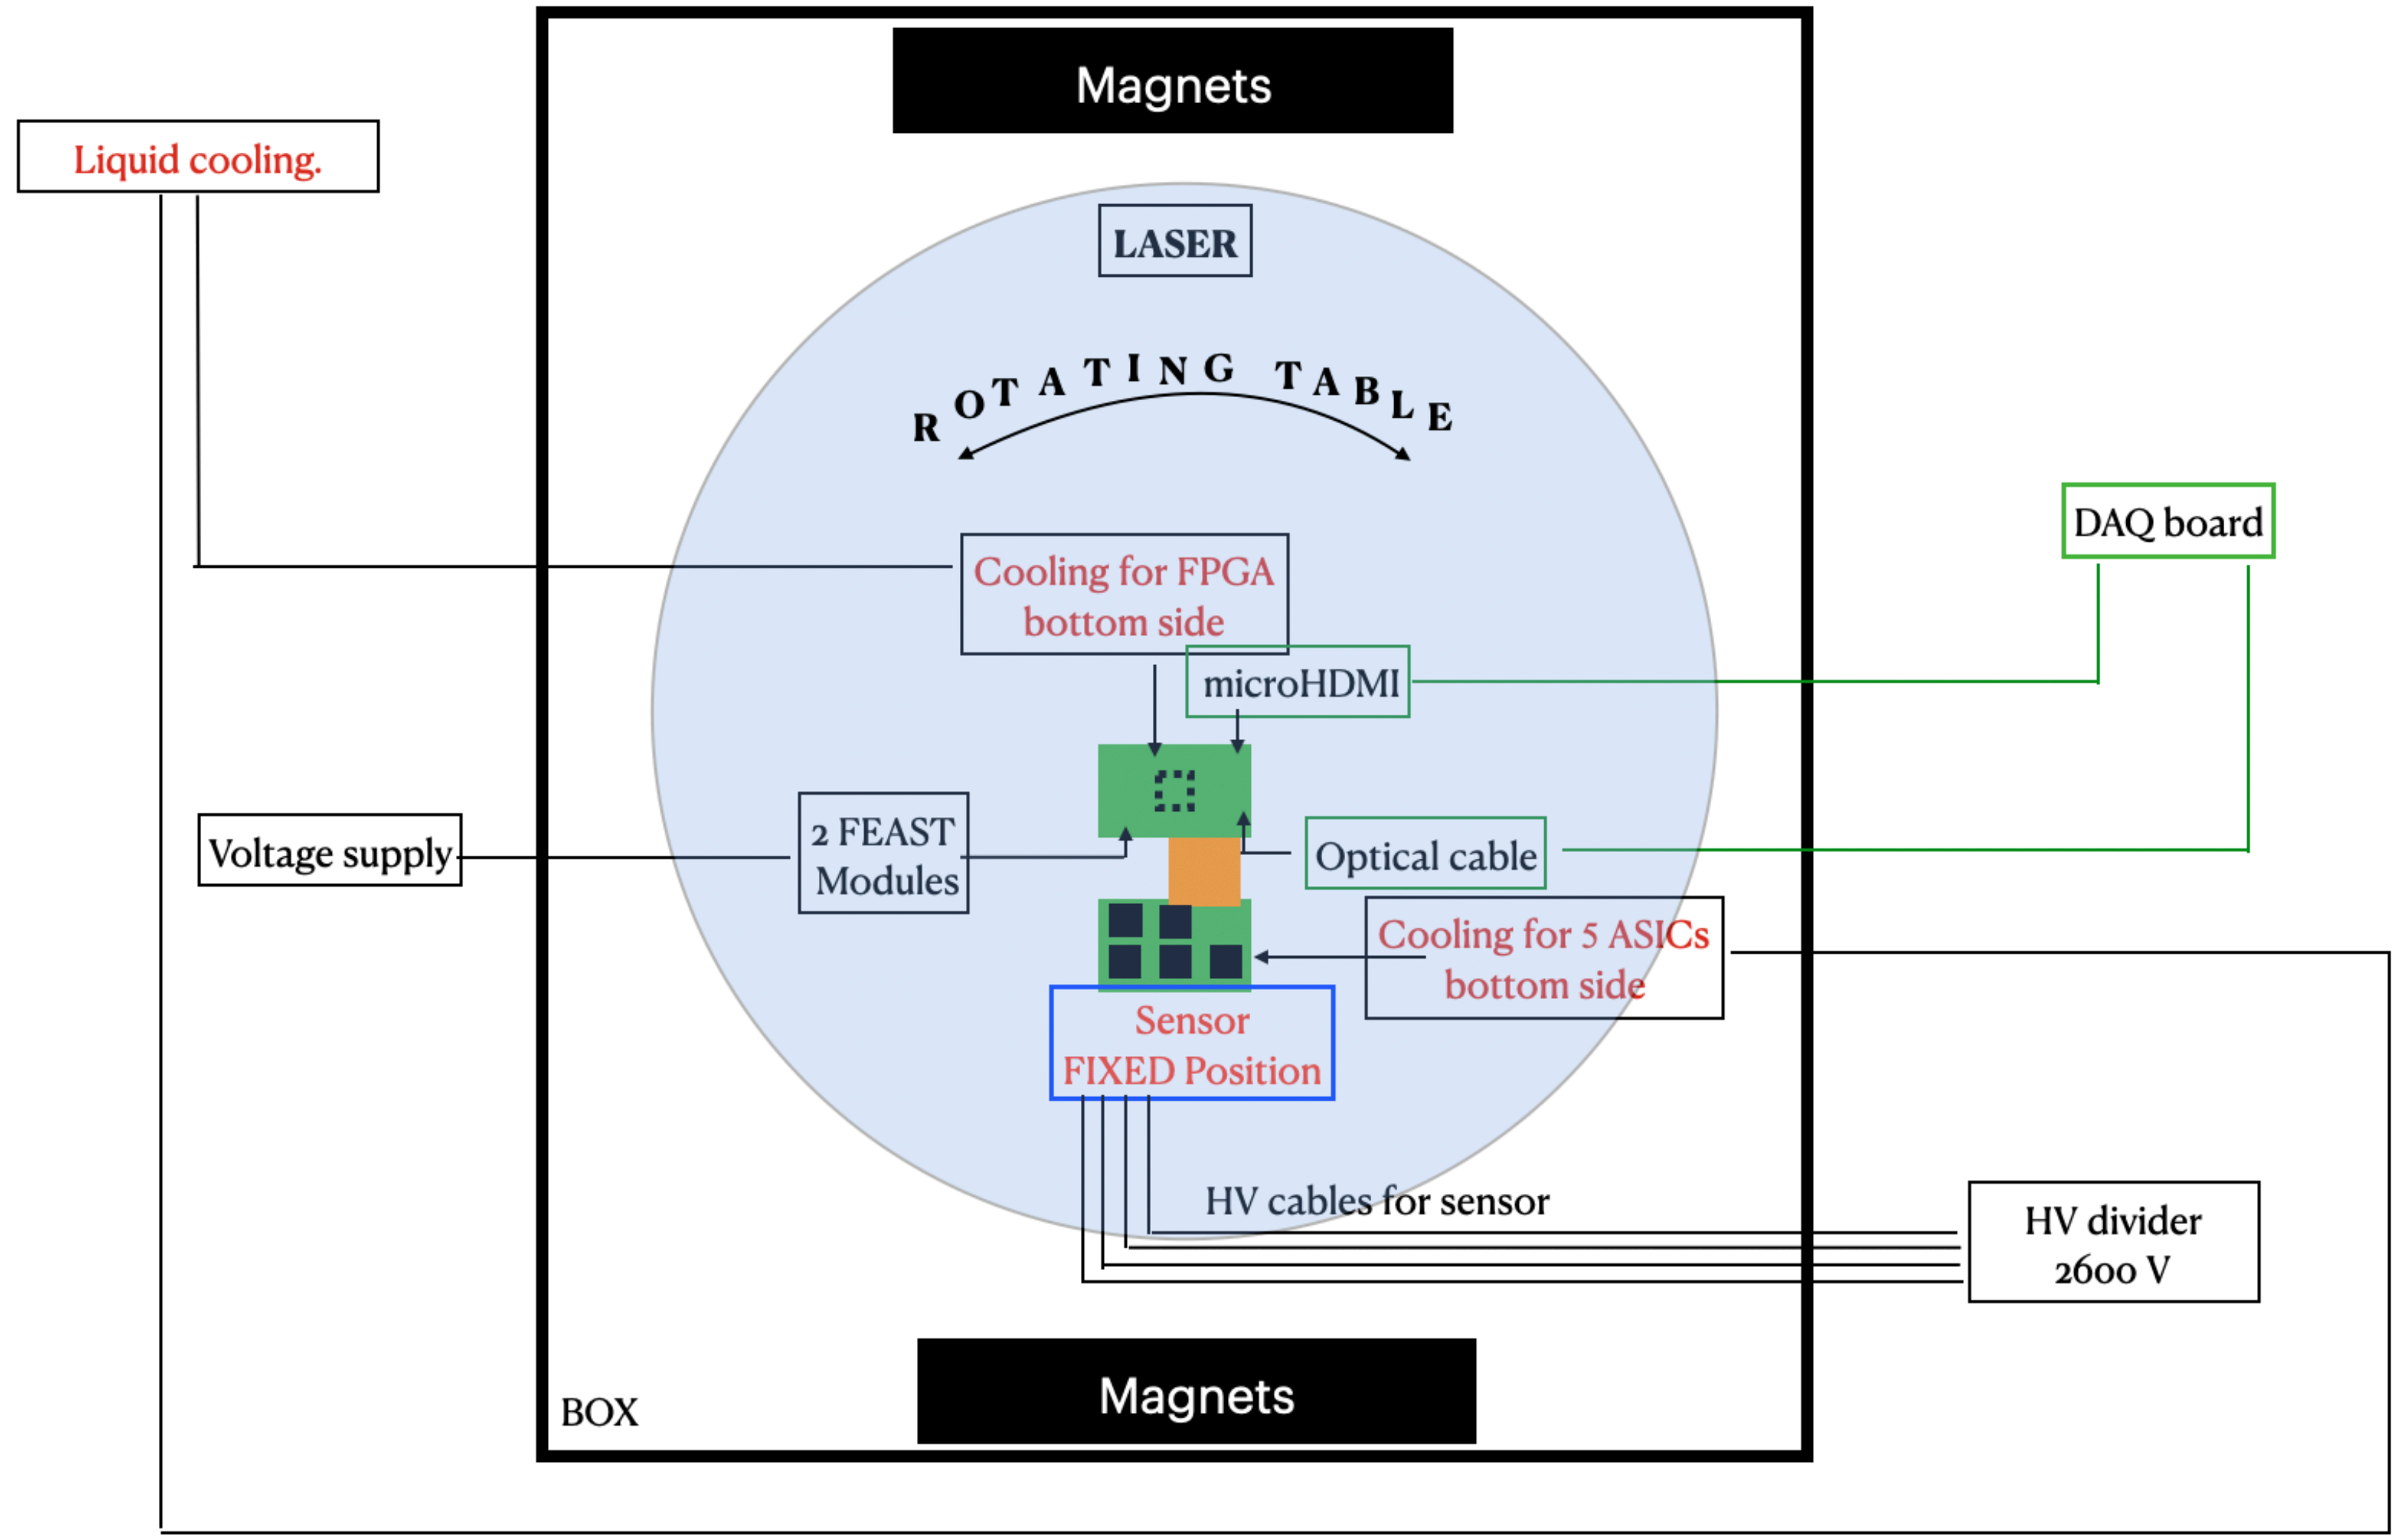 Magnets
Liquid cooling.
LASER
ROTATING TABLE
DAQ board
Cooling for FPGA
bottom side
microHDMI
2 FEAST
Modules
Voltage supply
Optical cable
Cooling for 5 ASICs
bottom side
Sensor
FIXED Position
HV cables for sensor
HV divider
2600 V
Magnets
BOX